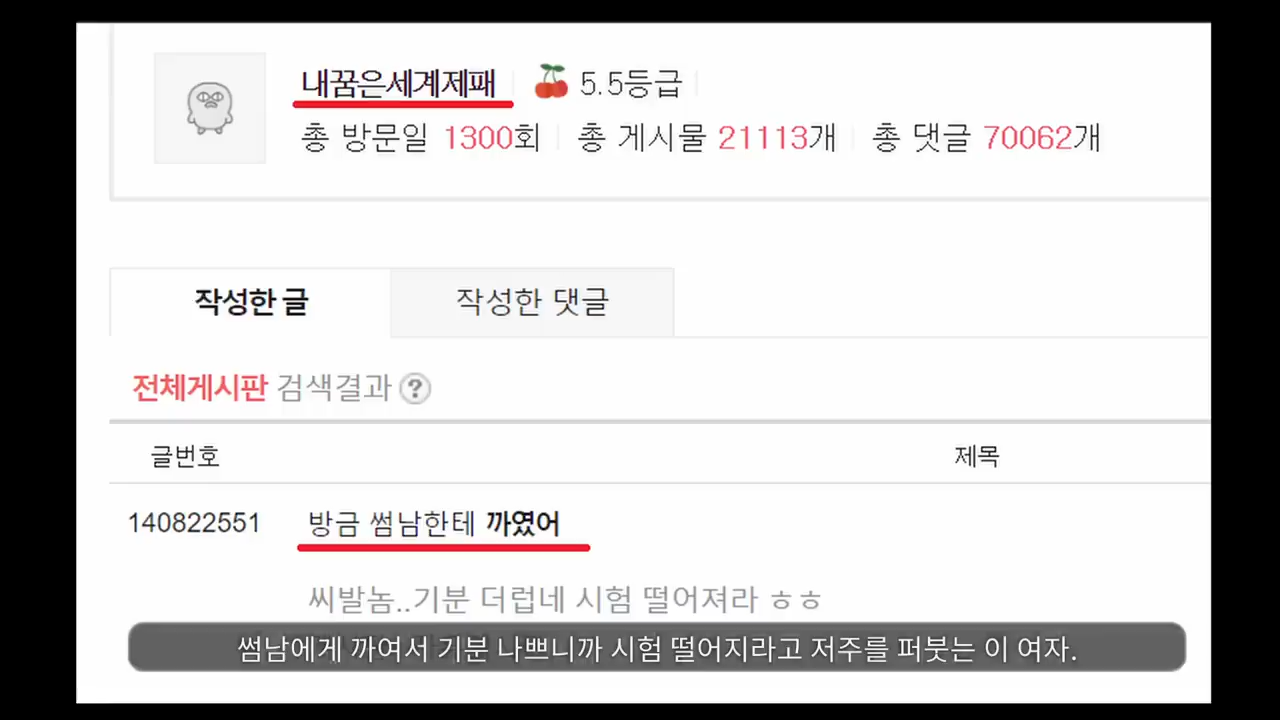 내꿈은세계제패 5.5등급
총 방문일 1300회 총 게시물 21113개 총 댓글 70062개
작성한 글 작성한 댓글
전체게시판 검색결과 ?
글번호 제목
140822551 방금 썸남한테 까였어
씨발놈..기분 더럽네 시험 떨어져라 ㅎㅎ
썸남에게 까여서 기분 나쁘니까 시험 떨어지라고 저주를 퍼붓는 이 여자.